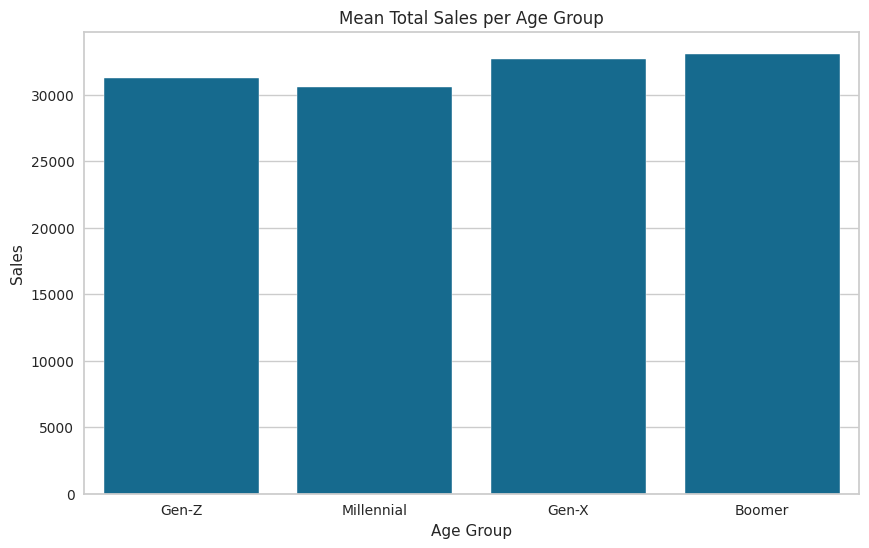 Mean Total Sales per Age Group
30000
25000
20000
15000
10000
5000
0
Sales
Gen-Z Millennial Gen-X Boomer
Age Group